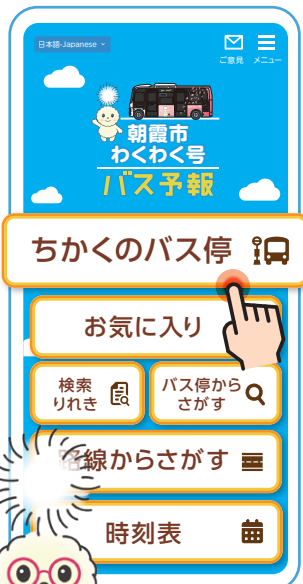 日本語-Japanese
ご意見 メニュー
朝霞市
わくわく号
バス予報
ちかくのバス停
お気に入り
検索
りれき
バス停から
さがす
線からさがす
時刻表